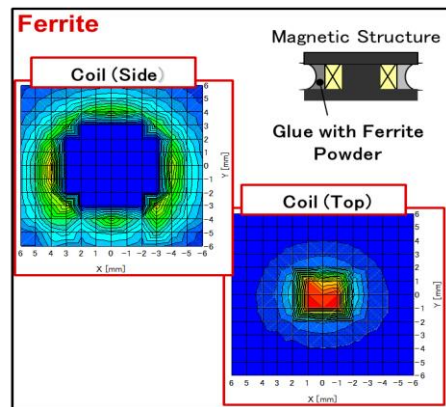 Ferrite
Magnetic Structure
Glue with Ferrite
Powder
Coil (Side)
6
5
4
3
2
1
0
-1
-2
-3
-4
-5
-6
Y [mm]
6 5 4 3 2 1 0 -1 -2 -3 -4 -5 -6
X [mm]
Coil (Top)
6
5
4
3
2
1
0
-1
-2
-3
-4
-5
-6
Y [mm]
6 5 4 3 2 1 0 -1 -2 -3 -4 -5 -6
X [mm]